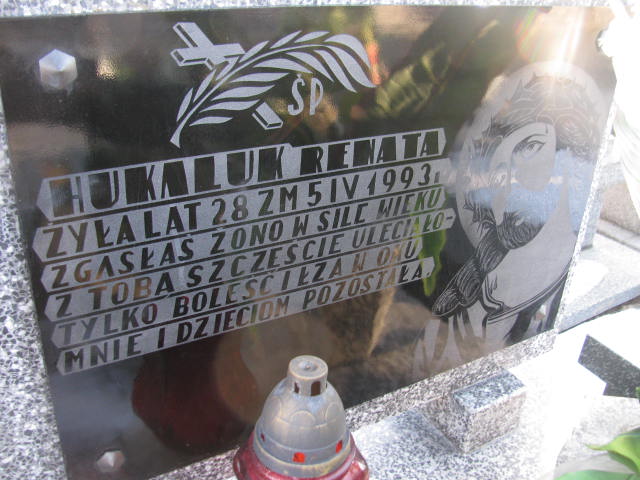 ŚP
HUKALUK RENATA
ŻYŁA LAT 28 ZM 5 IV 1993 r
ZGASŁAŚ ŻONO W SILE WIEKU
Z TOBĄ SZCZĘŚCIE ULECIAŁO-
TYLKO BOLEŚĆ I ŁZA W OKU
MNIE I DZIECIOM POZOSTAŁA.